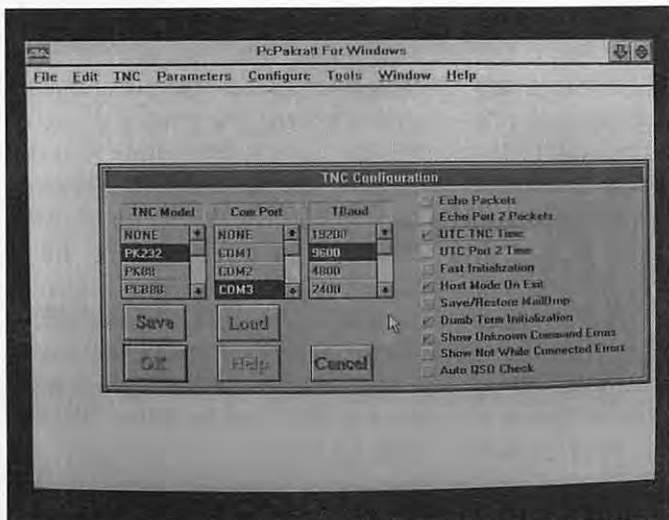 PcPakratt For Windows
File Edit TNC Parameters Configure Tools Window Help
TNC Configuration
TNC Model Com Port TBaud
NONE NONE 19200
PK232 COM1 9600
PK88 COM2 4800
PCB88 COM3 2400
Save Load
OK Help Cancel
Echo Packets
Echo Port 2 Packets
UTC TNC Time
UTC Port 2 Time
Fast Initialization
Host Mode On Exit
Save/Restore MailDrop
Dumb Term Initialization
Show Unknown Command Errors
Show Not While Connected Errors
Auto QSO Check